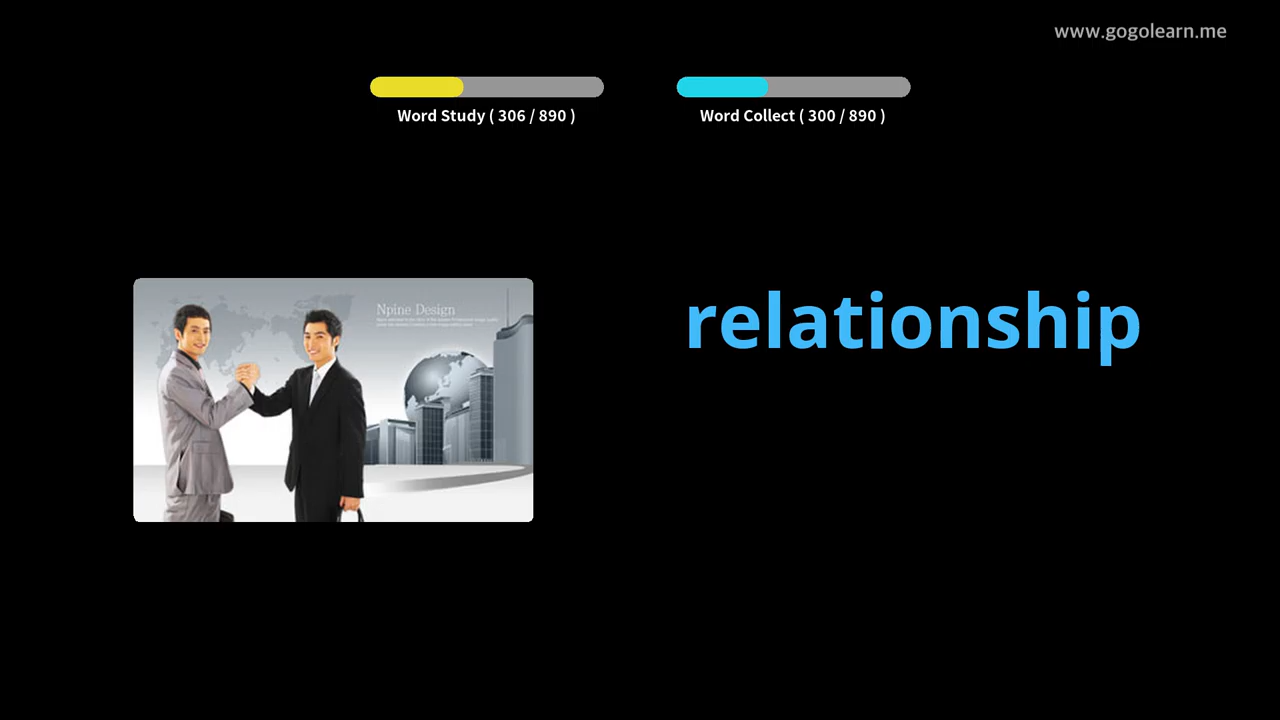 www.gogolearn.me
Word Study ( 306 / 890 )
Word Collect ( 300 / 890 )
relationship
Npine Design